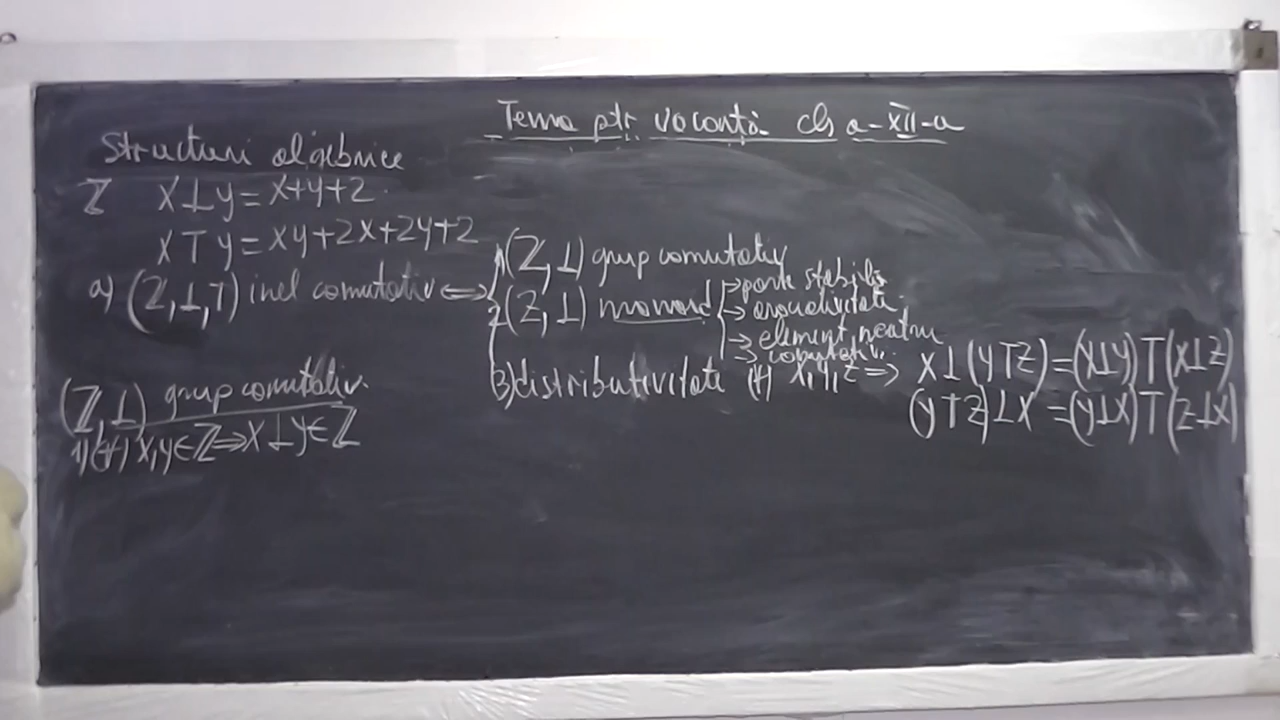 Tema ptr vacanță cls a-XII-a
Structuri algebrice
ℤ x⊥y=x+y+2
x⊤y=xy+2x+2y+2
a) (ℤ,⊥,⊤) inel comutativ ⟺
1) (ℤ,⊥) grup comutativ
2) (ℤ,⊥) monoid
→ parte stabilă
→ asociativitate
→ element neutru
→ comutativ.
3) distributivitate (∀) x,y,z ⇒ x⊥(y⊤z)=(x⊥y)⊤(x⊥z)
(y⊤z)⊥x=(y⊥x)⊤(z⊥x)
(ℤ,⊥) grup comutativ.
1) (∀) x,y∈ℤ⇒x⊥y∈ℤ